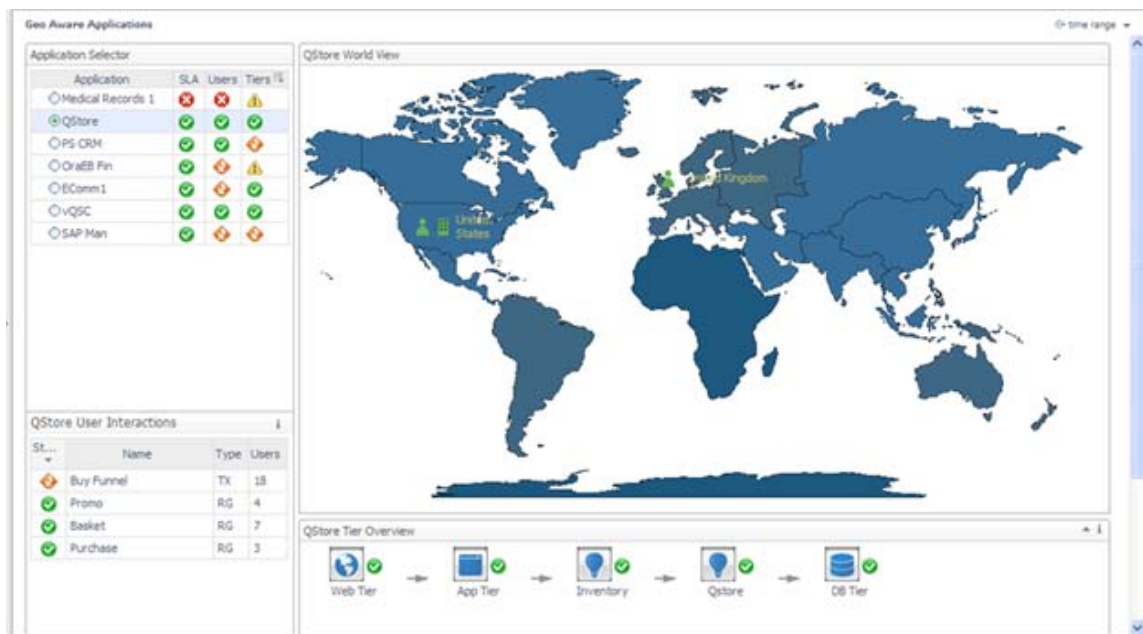 Geo Aware Applications
time range
Application Selector
Application SLA Users Tiers
Medical Records 1
QStore
PS CRM
OraEB Fin
EComm1
vQSC
SAP Man
QStore User Interactions
St... Name Type Users
Buy Funnel TX 18
Promo RG 4
Basket RG 7
Purchase RG 3
QStore World View
United Kingdom
United
States
QStore Tier Overview
Web Tier App Tier Inventory Qstore DB Tier